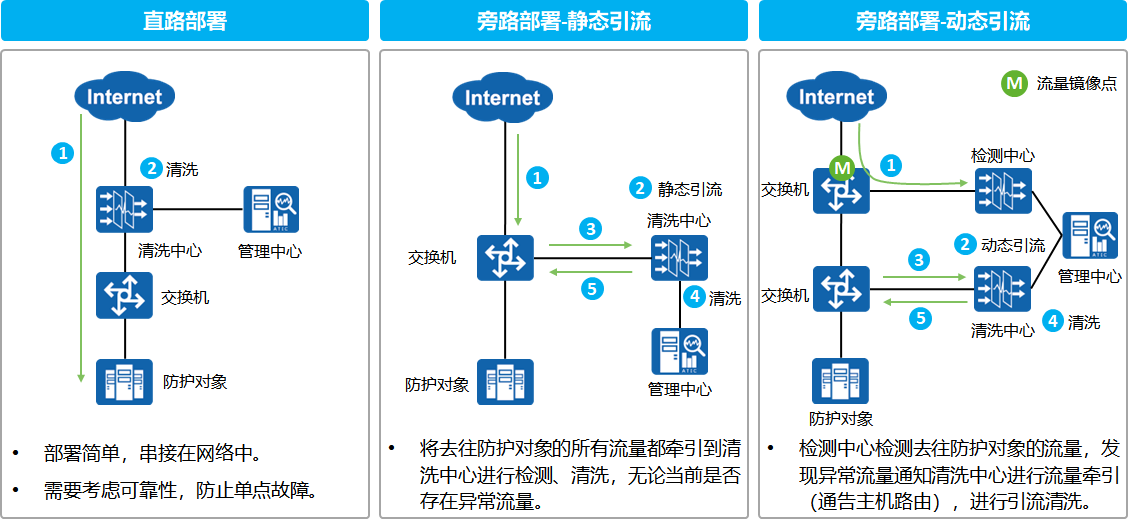 直路部署
Internet
1
2 清洗
清洗中心
ATIC
管理中心
交换机
防护对象
• 部署简单，串接在网络中。
• 需要考虑可靠性，防止单点故障。
旁路部署-静态引流
Internet
1
2 静态引流
清洗中心
3
交换机
5
4 清洗
ATIC
防护对象
管理中心
• 将去往防护对象的所有流量都牵引到清
洗中心进行检测、清洗，无论当前是否
存在异常流量。
旁路部署-动态引流
Internet
M 流量镜像点
检测中心
1
M
交换机
2 动态引流
ATIC
管理中心
3
交换机
5
清洗中心
4 清洗
防护对象
• 检测中心检测去往防护对象的流量，发
现异常流量通知清洗中心进行流量牵引
（通告主机路由），进行引流清洗。